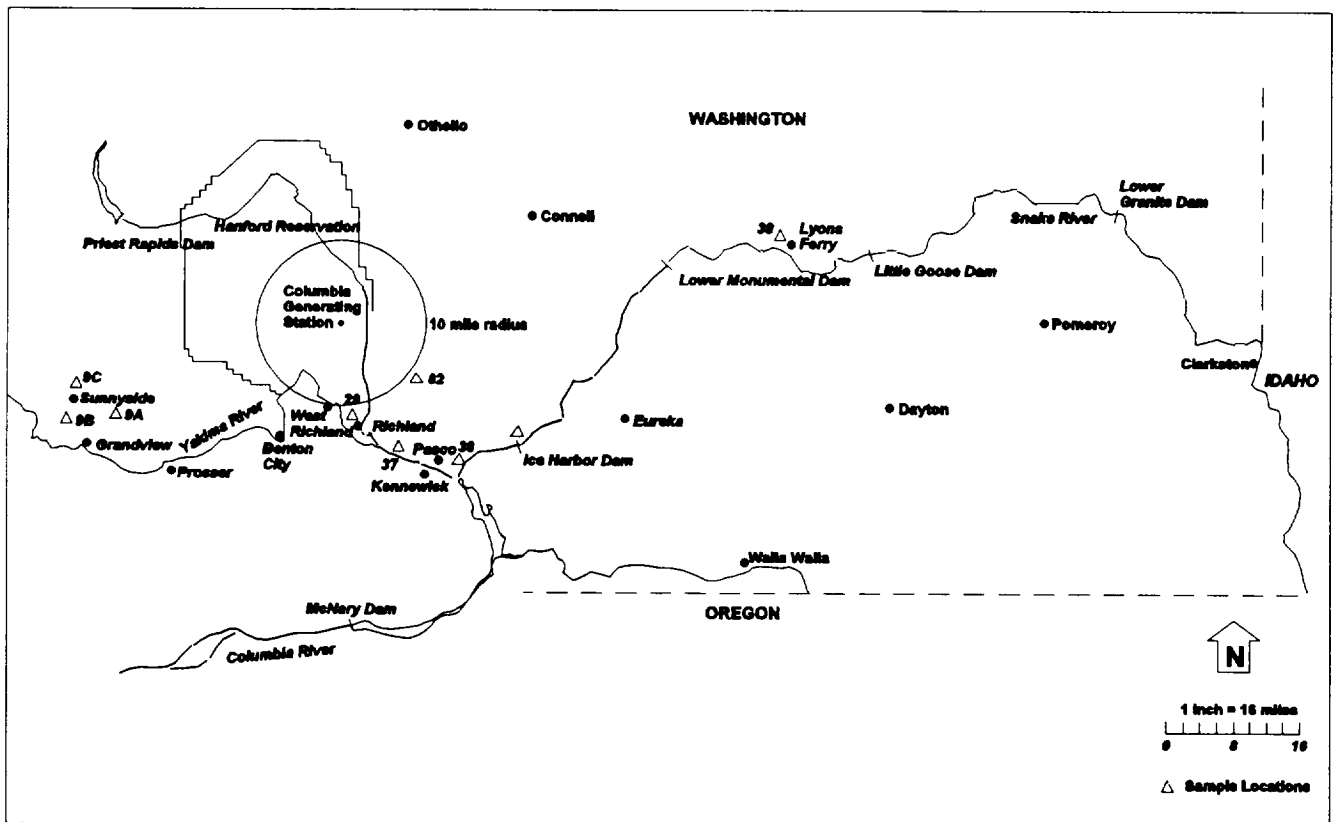 Othello
WASHINGTON
Connell
Hanford Reservation
Priest Rapids Dam
Lower
Granite Dam
Snake River
Lyons
Ferry
Little Goose Dam
Lower Monumental Dam
Columbia
Generating
Station
10 mile radius
Pomeroy
Clarkston
IDAHO
9C
Sunnyside
9B
9A
Grandview
Yakima River
Prosser
Benton
City
West
Richland
Richland
37
Pasco
Kennewick
Ice Harbor Dam
Eureka
Dayton
Walla Walla
OREGON
McNary Dam
Columbia River
N
1 inch = 16 miles
0 8 16
Sample Locations